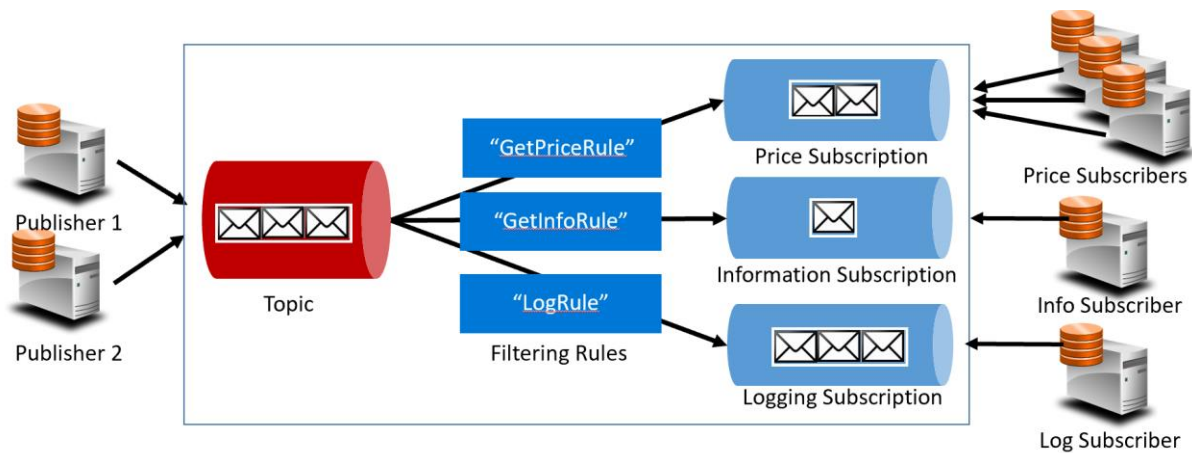 Publisher 1
Publisher 2
Topic
“GetPriceRule”
“GetInfoRule”
“LogRule”
Filtering Rules
Price Subscription
Information Subscription
Logging Subscription
Price Subscribers
Info Subscriber
Log Subscriber